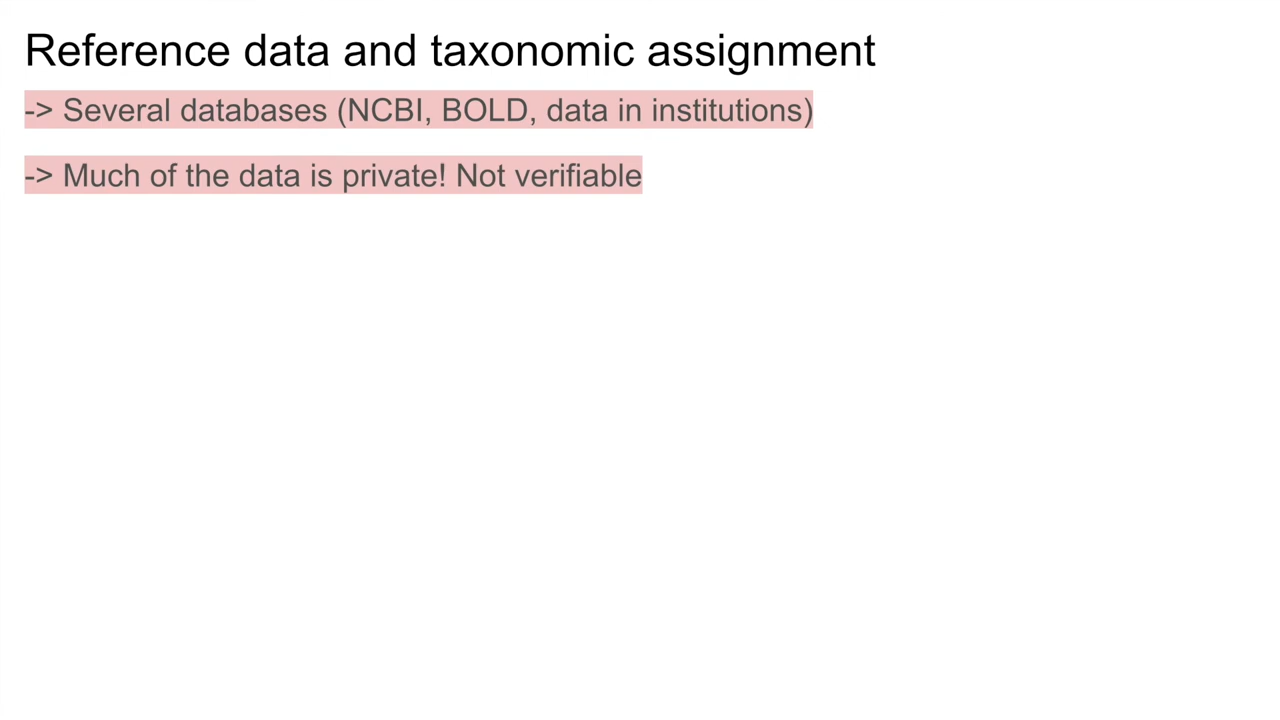 Reference data and taxonomic assignment
-> Several databases (NCBI, BOLD, data in institutions)
-> Much of the data is private! Not verifiable